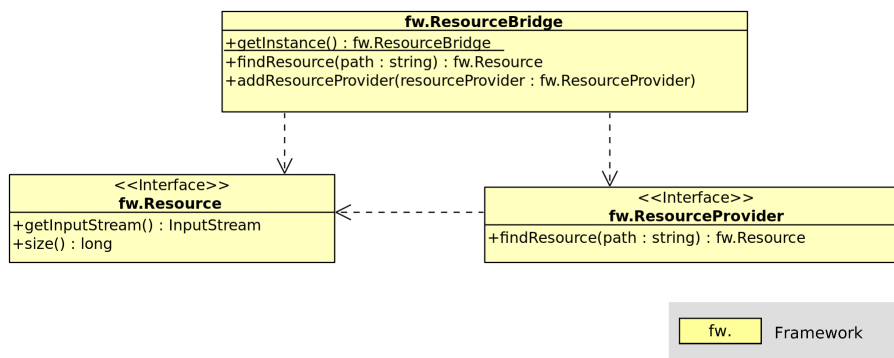 fw.ResourceBridge
+getInstance() : fw.ResourceBridge
+findResource(path : string) : fw.Resource
+addResourceProvider(resourceProvider : fw.ResourceProvider)
<<Interface>>
fw.Resource
+getInputStream() : InputStream
+size() : long
<<Interface>>
fw.ResourceProvider
+findResource(path : string) : fw.Resource
fw.
Framework